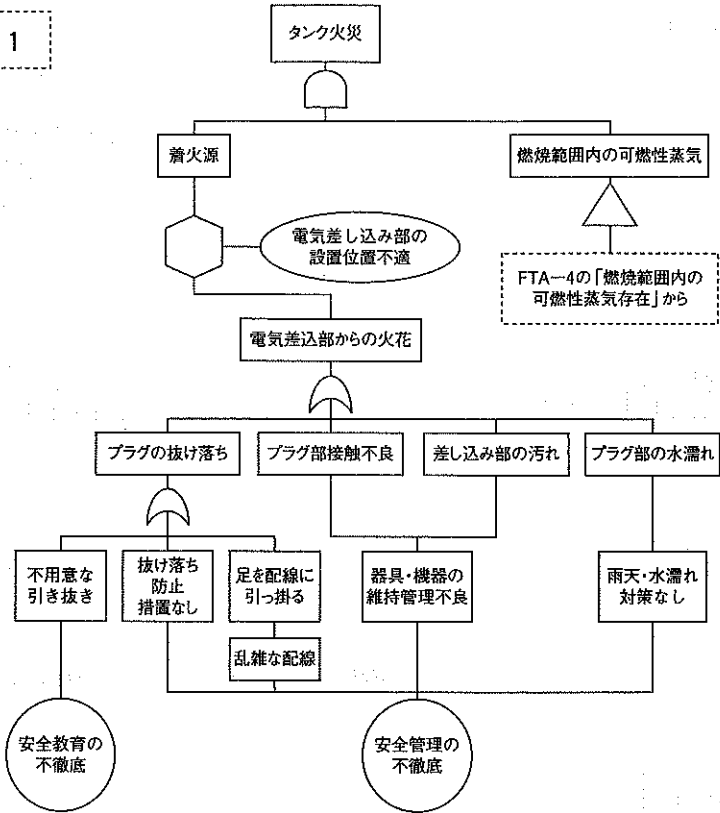 1
タンク火災
着火源
燃焼範囲内の可燃性蒸気
電気差し込み部の
設置位置不適
FTA―4の「燃焼範囲内の
可燃性蒸気存在」から
電気差込部からの火花
プラグの抜け落ち
プラグ部接触不良
差し込み部の汚れ
プラグ部の水濡れ
不用意な
引き抜き
抜け落ち
防止
措置なし
足を配線に
引っ掛る
器具・機器の
維持管理不良
雨天・水濡れ
対策なし
乱雑な配線
安全教育の
不徹底
安全管理の
不徹底